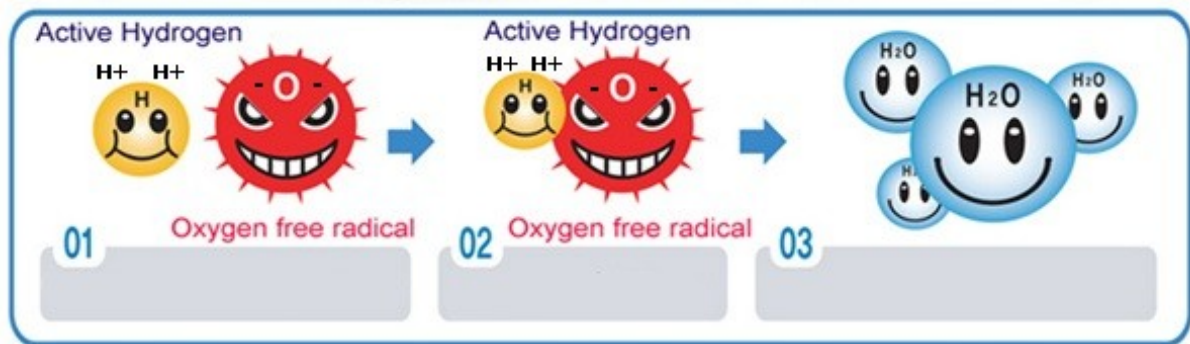 Active Hydrogen
H+ H+
H
- O -
Oxygen free radical
01
Active Hydrogen
H+ H+
H
- O -
Oxygen free radical
02
H2O
H2O
H2O
03